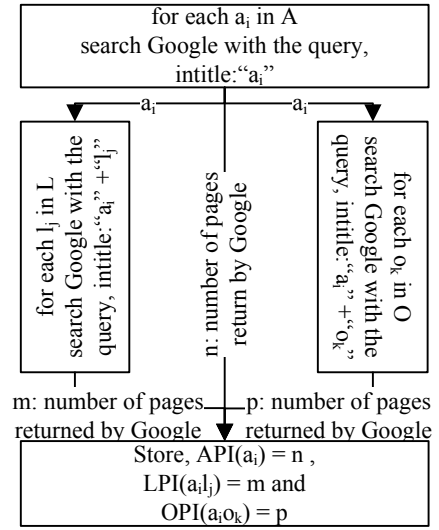 for each ai in A
search Google with the query,
intitle:“ai”
ai
ai
for each lj in L
search Google with the
query, intitle:“ai” +“lj”
n: number of pages
return by Google
for each ok in O
search Google with the
query, intitle:“ai” +“ok”
m: number of pages
returned by Google
p: number of pages
returned by Google
Store, API(ai) = n ,
LPI(ailj) = m and
OPI(aiok) = p